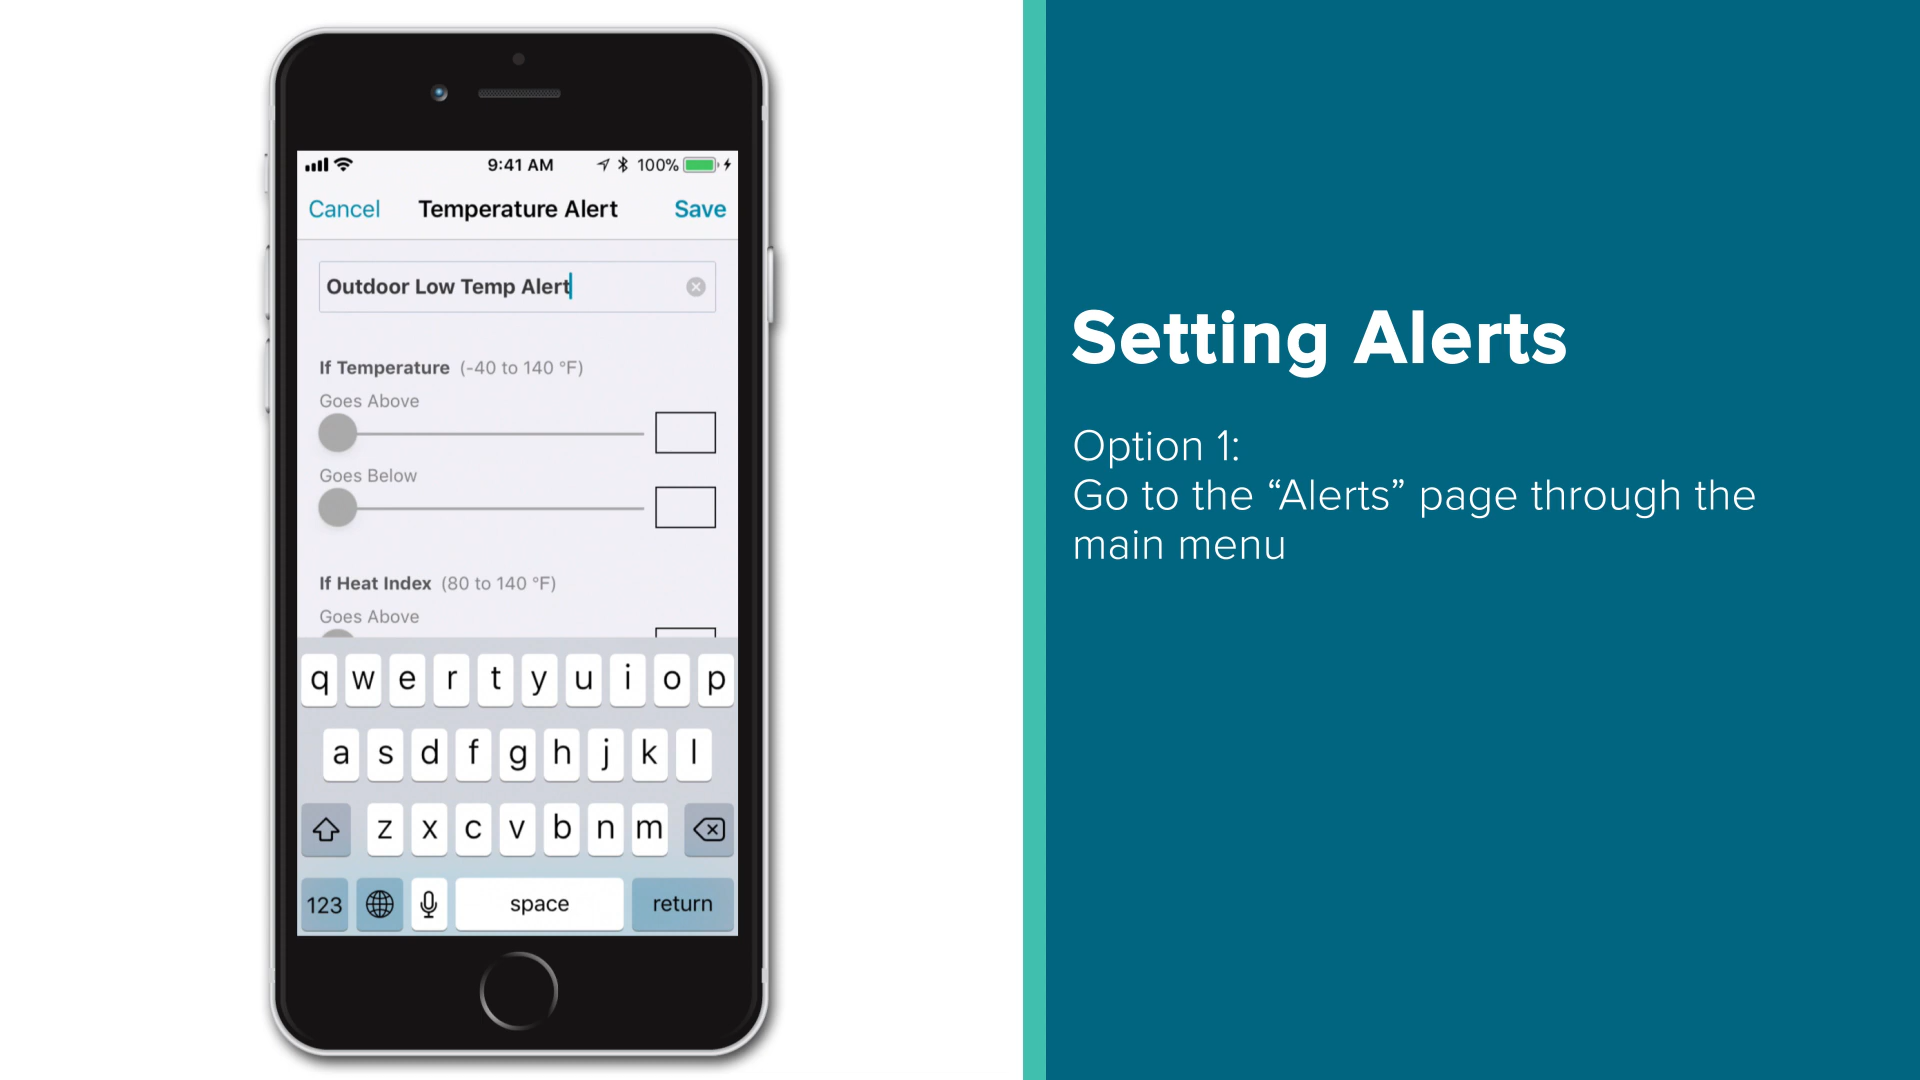 9:41 AM 100%
Cancel Temperature Alert Save
Outdoor Low Temp Alert
If Temperature (-40 to 140 °F)
Goes Above
Goes Below
If Heat Index (80 to 140 °F)
Goes Above
q w e r t y u i o p
a s d f g h j k l
z x c v b n m
123 space return
Setting Alerts
Option 1:
Go to the “Alerts” page through the
main menu